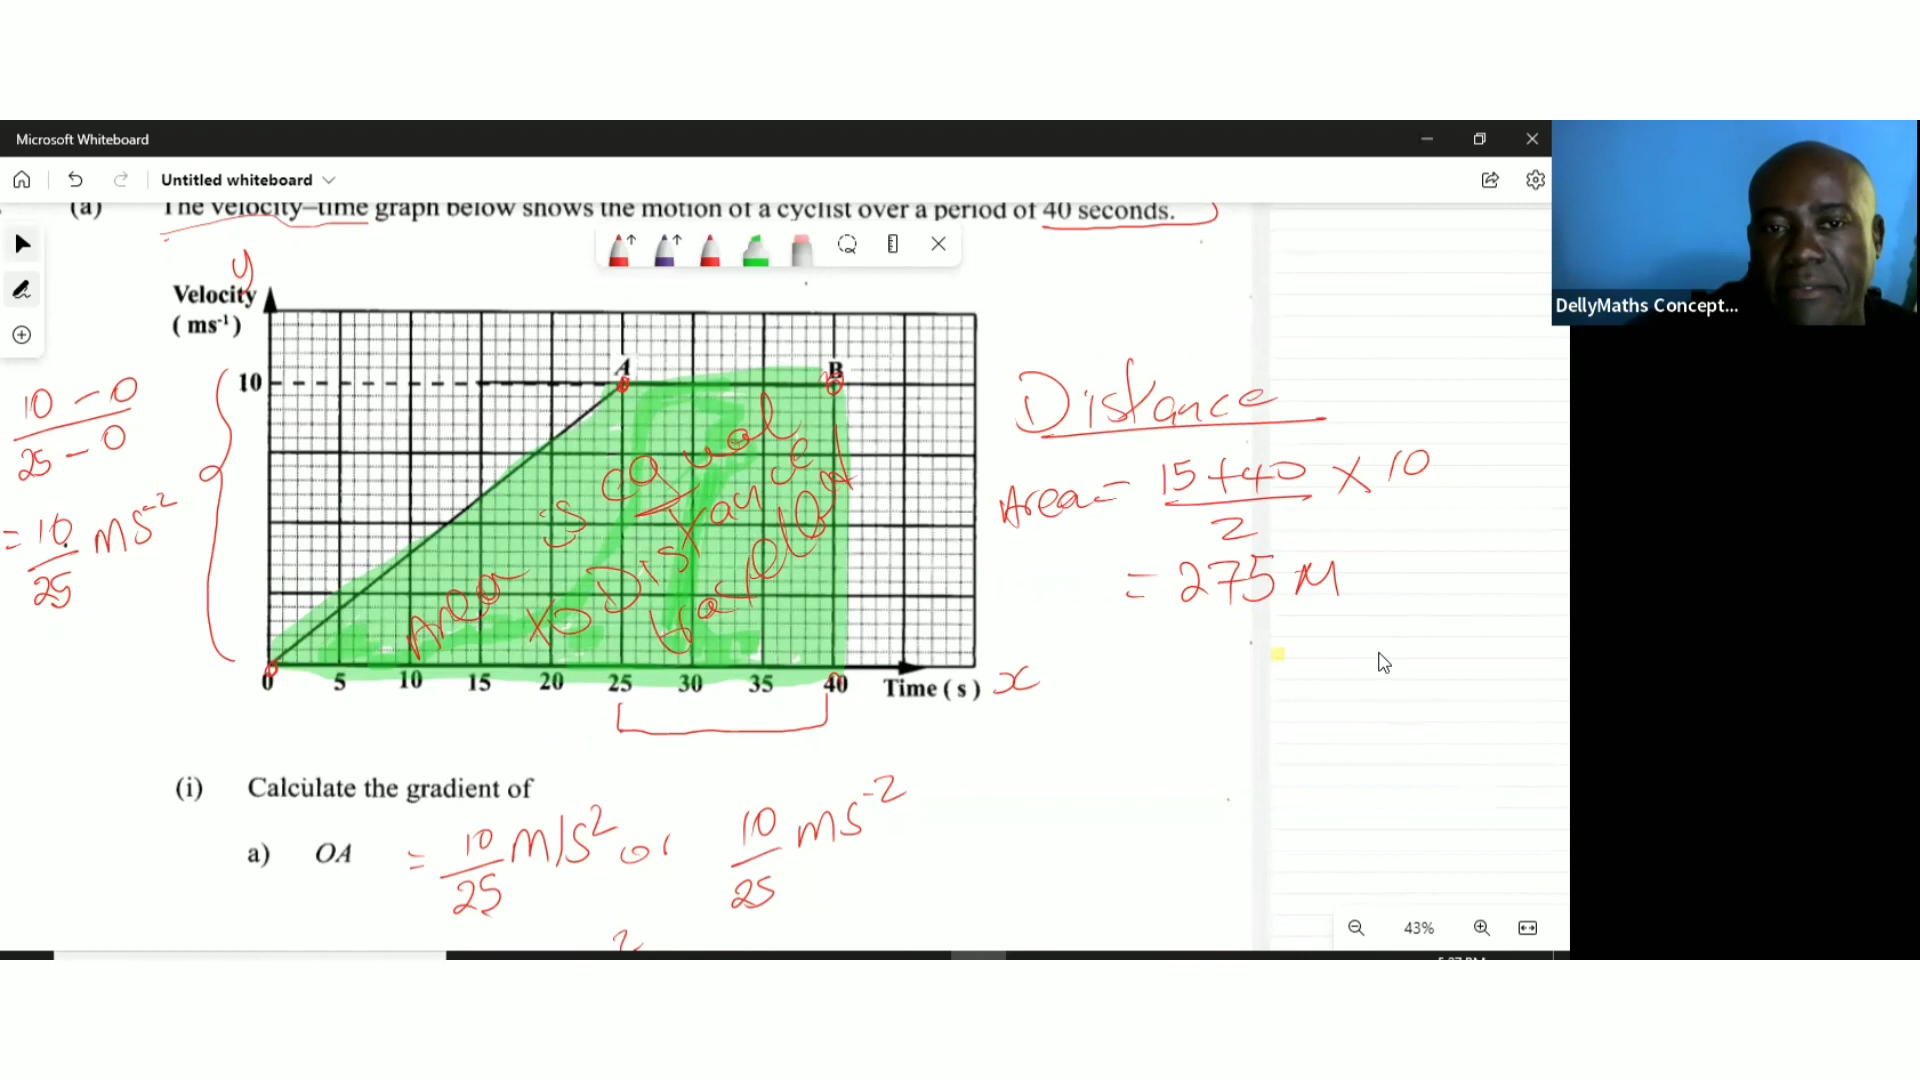 Microsoft Whiteboard
Untitled whiteboard
(a) The velocity–time graph below shows the motion of a cyclist over a period of 40 seconds.
y
Velocity
( ms⁻¹ )
DellyMaths Concept...
A
B
10
10 – 0
25 – 0
= 10
25 ms⁻²
Area is equal
to Distance
travelled
Distance
Area = 15+40 × 10
2
= 275 M
0 5 10 15 20 25 30 35 40 Time ( s ) x
(i) Calculate the gradient of
a) OA = 10 m/s² or 10 ms⁻²
25 25
2
43%